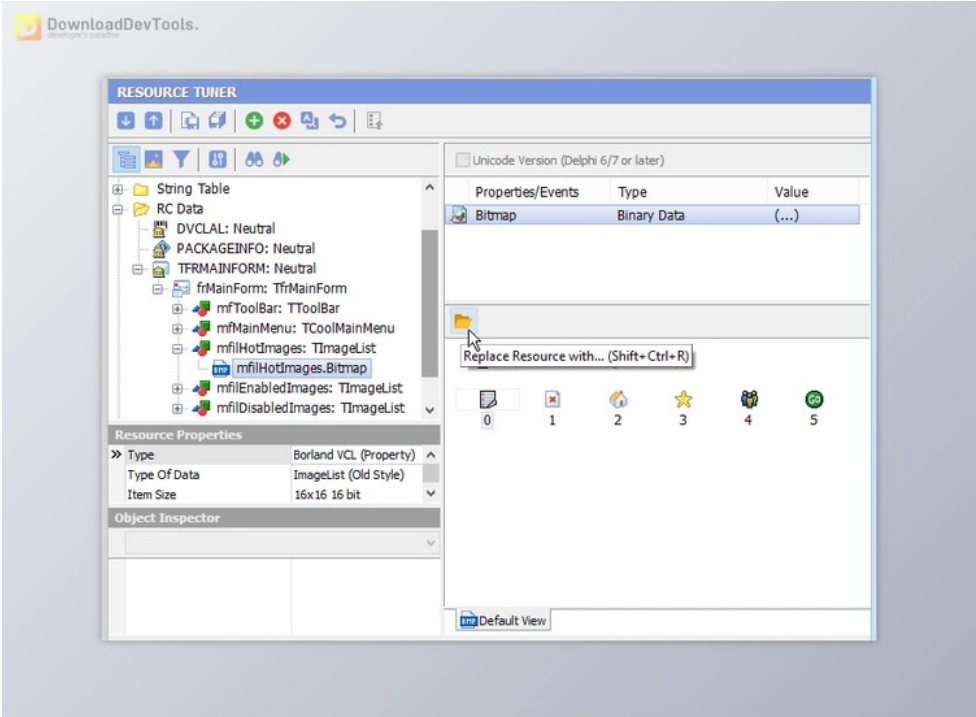 DownloadDevTools.
developer's paradise
RESOURCE TUNER
Unicode Version (Delphi 6/7 or later)
String Table
RC Data
DVCLAL: Neutral
PACKAGEINFO: Neutral
TFRMAINFORM: Neutral
frMainForm: TfrMainForm
mfToolBar: TToolBar
mfMainMenu: TCoolMainMenu
mfilHotImages: TImageList
BMP mfilHotImages.Bitmap
mfilEnabledImages: TImageList
mfilDisabledImages: TImageList
Properties/Events Type Value
Bitmap Binary Data (...)
Replace Resource with... (Shift+Ctrl+R)
GO
0 1 2 3 4 5
Resource Properties
Type Borland VCL (Property)
Type Of Data ImageList (Old Style)
Item Size 16x16 16 bit
Object Inspector
BMP Default View